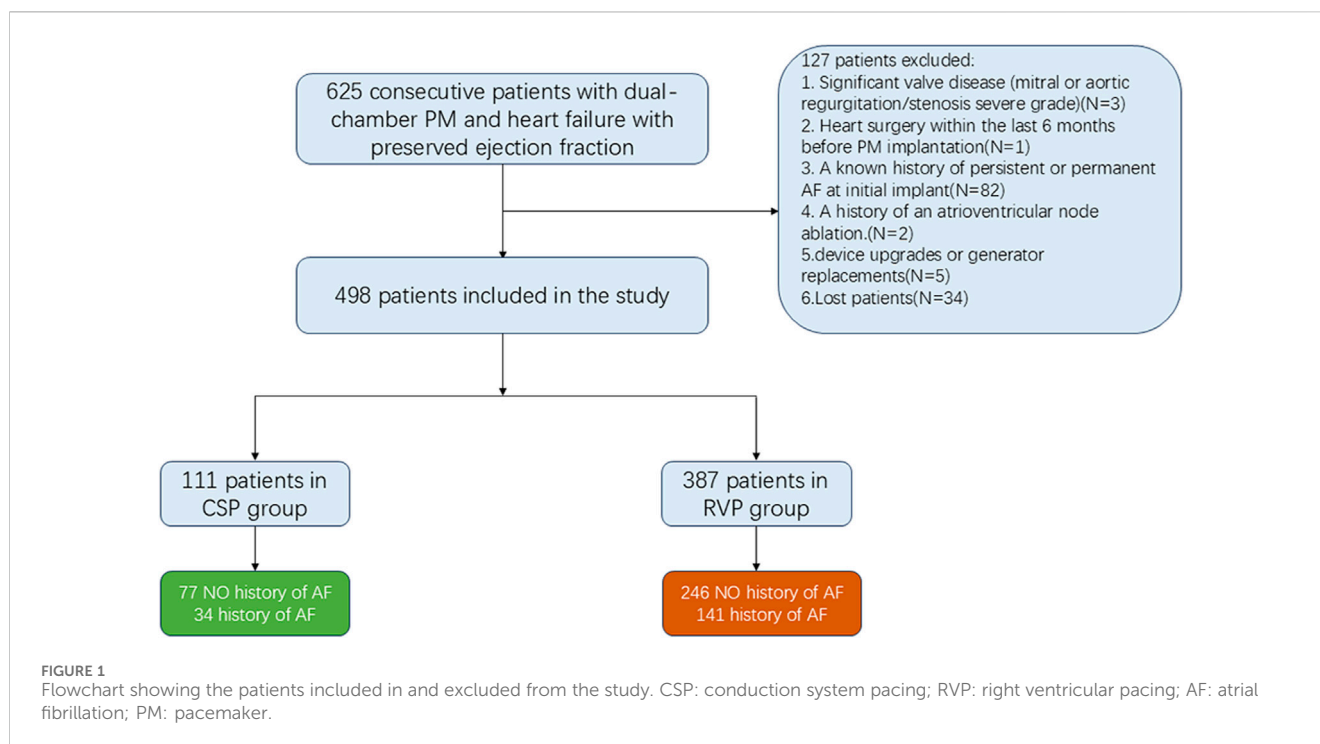 625 consecutive patients with dual-
chamber PM and heart failure with
preserved ejection fraction
127 patients excluded:
1. Significant valve disease (mitral or aortic
regurgitation/stenosis severe grade)(N=3)
2. Heart surgery within the last 6 months
before PM implantation(N=1)
3. A known history of persistent or permanent
AF at initial implant(N=82)
4. A history of an atrioventricular node
ablation.(N=2)
5.device upgrades or generator
replacements(N=5)
6.Lost patients(N=34)
498 patients included in the study
111 patients in
CSP group
387 patients in
RVP group
77 NO history of AF
34 history of AF
246 NO history of AF
141 history of AF
FIGURE 1
Flowchart showing the patients included in and excluded from the study. CSP: conduction system pacing; RVP: right ventricular pacing; AF: atrial
fibrillation; PM: pacemaker.